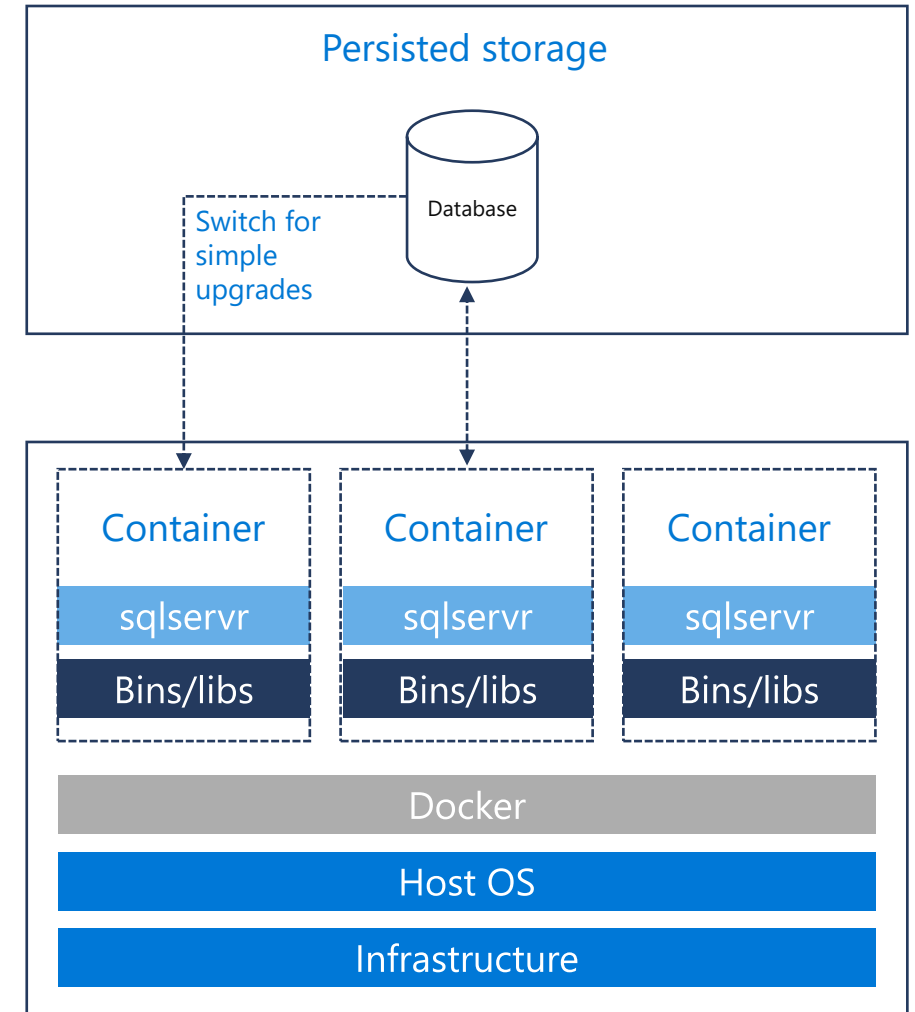 Persisted storage
Database
Switch for
simple
upgrades
Container
Container
Container
sqlservr
sqlservr
sqlservr
Bins/libs
Bins/libs
Bins/libs
Docker
Host OS
Infrastructure